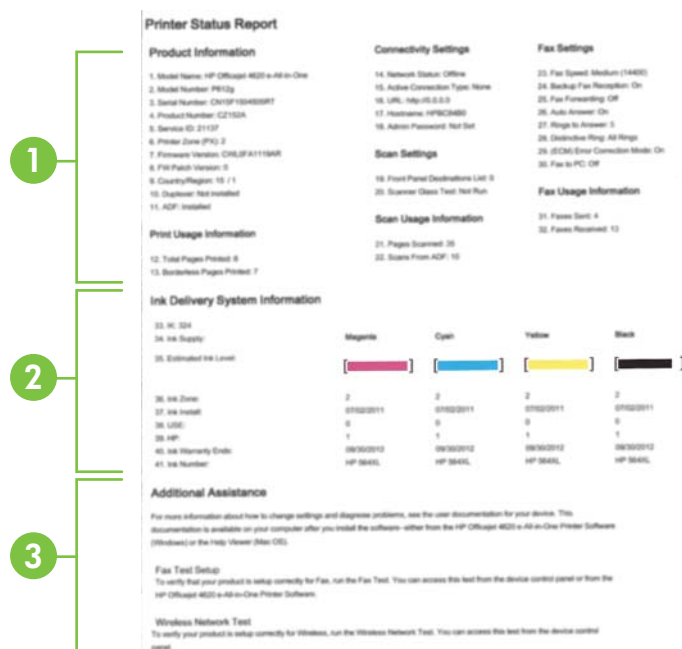 Printer Status Report
1
Product Information
1. Model Name: HP Officejet 4620 e-All-in-One
2. Model Number: P612g
3. Serial Number:
4. Product Number: CZ152A
5. Service ID: 21137
6. Printer Zone (PX): 2
7. Firmware Version:
8. FW Patch Version: 0
9. Country/Region: 15 / 1
10. Duplexer: Not Installed
11. ADF: Installed
Print Usage Information
12. Total Pages Printed: 8
13. Borderless Pages Printed: 7
Connectivity Settings
14. Network Status: Offline
15. Active Connection Type: None
16. URL: http://0.0.0.0
17. Hostname:
18. Admin Password: Not Set
Scan Settings
19. Front Panel Destinations List: 0
20. Scanner Glass Test: Not Run
Scan Usage Information
21. Pages Scanned: 35
22. Scans From ADF: 15
Fax Settings
23. Fax Speed: Medium (14400)
24. Backup Fax Reception: On
25. Fax Forwarding: Off
26. Auto Answer: On
27. Rings to Answer: 5
28. Distinctive Ring: All Rings
29. (ECM) Error Correction Mode: On
30. Fax to PC: Off
Fax Usage Information
31. Faxes Sent: 4
32. Faxes Received: 13
2
Ink Delivery System Information
33. IK: 324
34. Ink Supply: Magenta Cyan Yellow Black
35. Estimated Ink Level:
36. Ink Zone: 2 2 2 2
37. Ink Install: 07/02/2011 07/02/2011 07/02/2011 07/02/2011
38. USE: 0 0 0 0
39. HP: 1 1 1 1
40. Ink Warranty Ends: 09/30/2012 09/30/2012 09/30/2012 09/30/2012
41. Ink Number: HP 564XL HP 564XL HP 564XL HP 564XL
3
Additional Assistance
For more information about how to change settings and diagnose problems, see the user documentation for your device. This
documentation is available on your computer after you install the software--either from the HP Officejet 4620 e-All-in-One Printer Software
(Windows) or the Help Viewer (Mac OS).
Fax Test Setup
To verify that your product is setup correctly for Fax, run the Fax Test. You can access this test from the device control panel or from the
HP Officejet 4620 e-All-in-One Printer Software.
Wireless Network Test
To verify your product is setup correctly for Wireless, run the Wireless Network Test. You can access this test from the device control
panel.